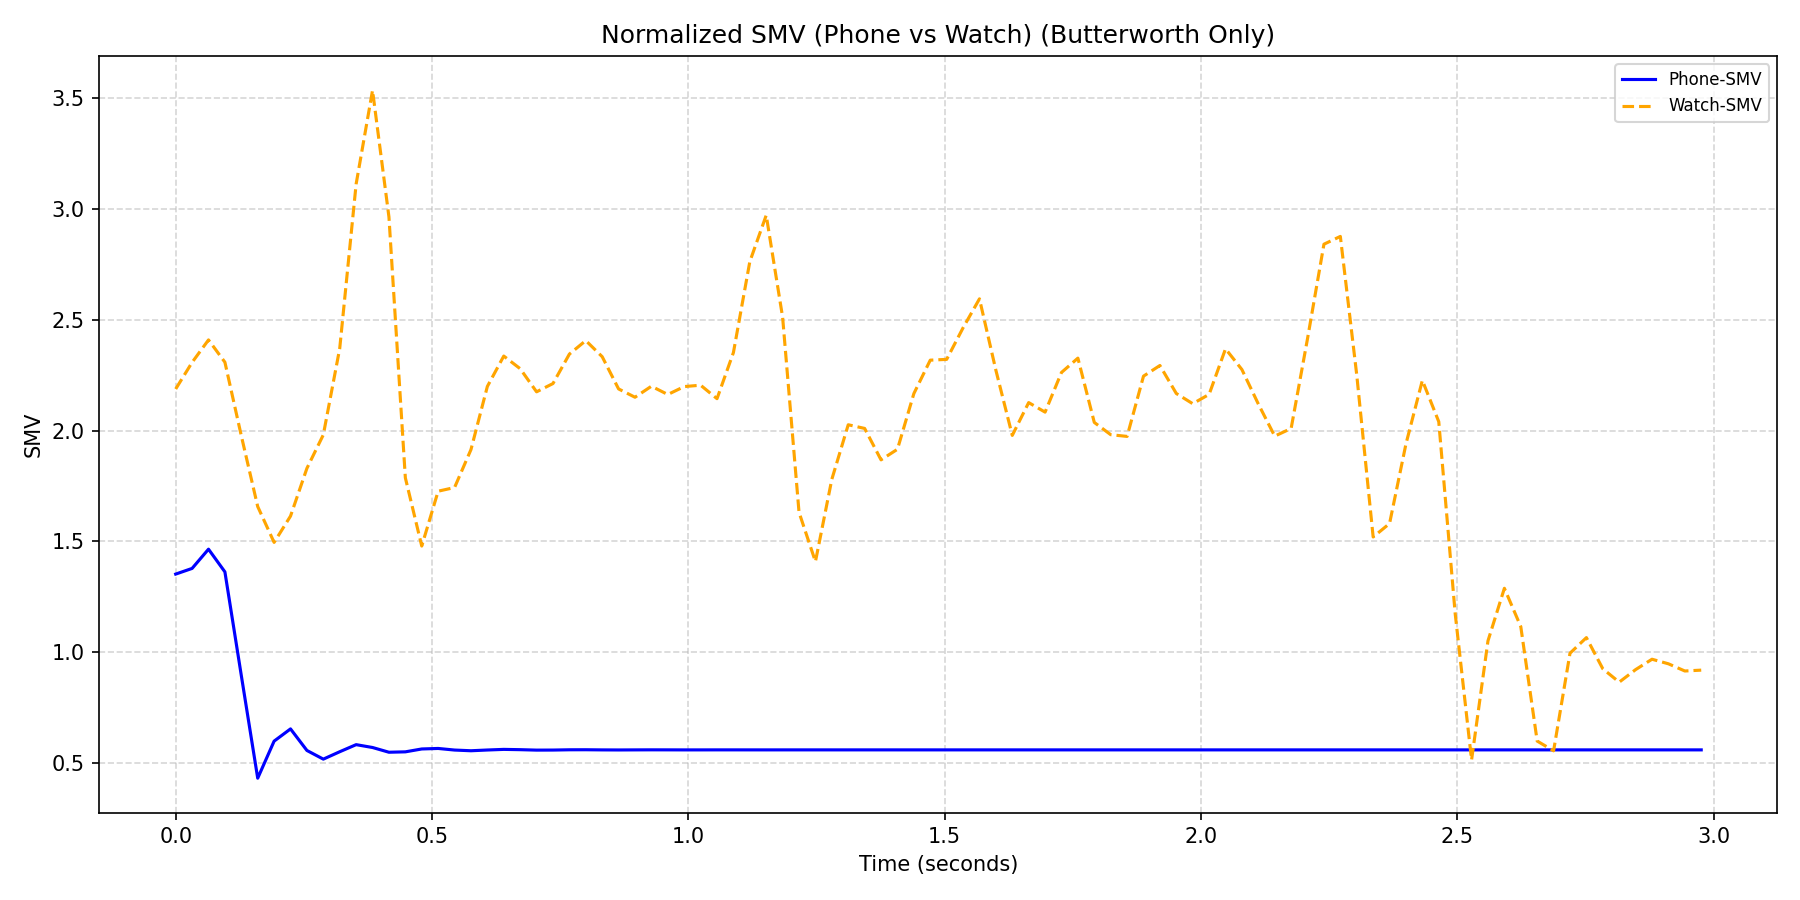 Normalized SMV (Phone vs Watch) (Butterworth Only)
Phone-SMV
Watch-SMV
SMV
3.5
3.0
2.5
2.0
1.5
1.0
0.5
0.0 0.5 1.0 1.5 2.0 2.5 3.0
Time (seconds)